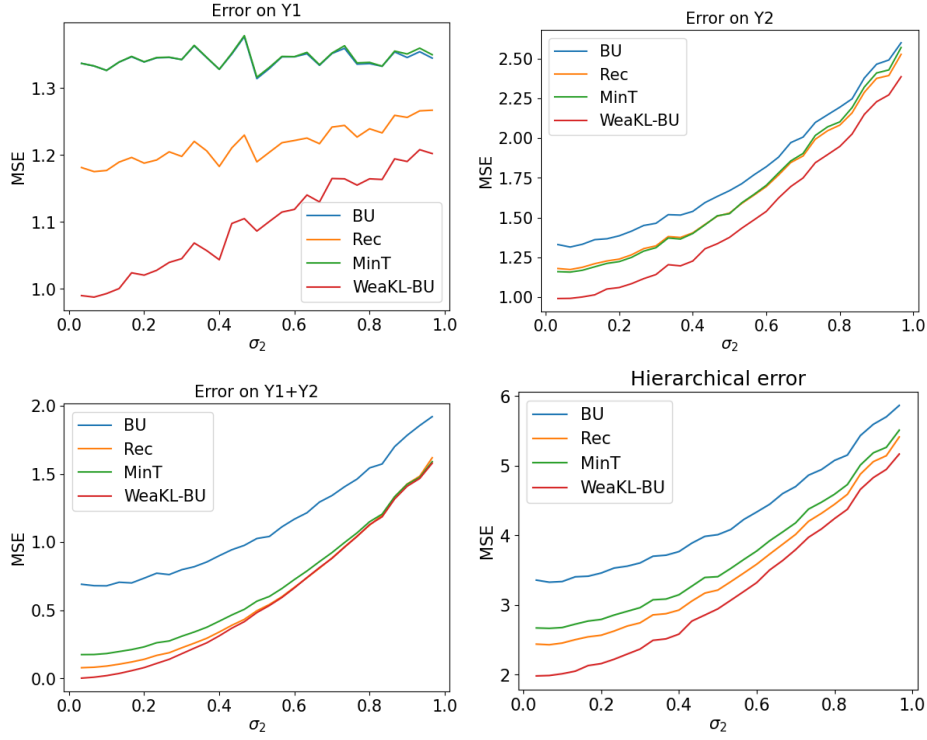 Error on Y1
MSE
1.3
1.2
1.1
1.0
BU
Rec
MinT
WeaKL-BU
0.0 0.2 0.4 0.6 0.8 1.0
σ₂
Error on Y2
MSE
2.50
2.25
2.00
1.75
1.50
1.25
1.00
BU
Rec
MinT
WeaKL-BU
0.0 0.2 0.4 0.6 0.8 1.0
σ₂
Error on Y1+Y2
MSE
2.0
1.5
1.0
0.5
0.0
BU
Rec
MinT
WeaKL-BU
0.0 0.2 0.4 0.6 0.8 1.0
σ₂
Hierarchical error
MSE
6
5
4
3
2
BU
Rec
MinT
WeaKL-BU
0.0 0.2 0.4 0.6 0.8 1.0
σ₂